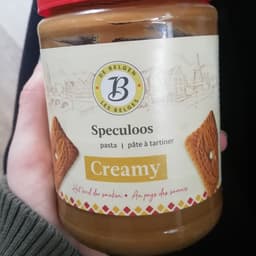 DE BELGEN
B
LES BELGES
Speculoos
pasta | pâte à tartiner
Creamy
Het land der smaken • Au pays des saveurs